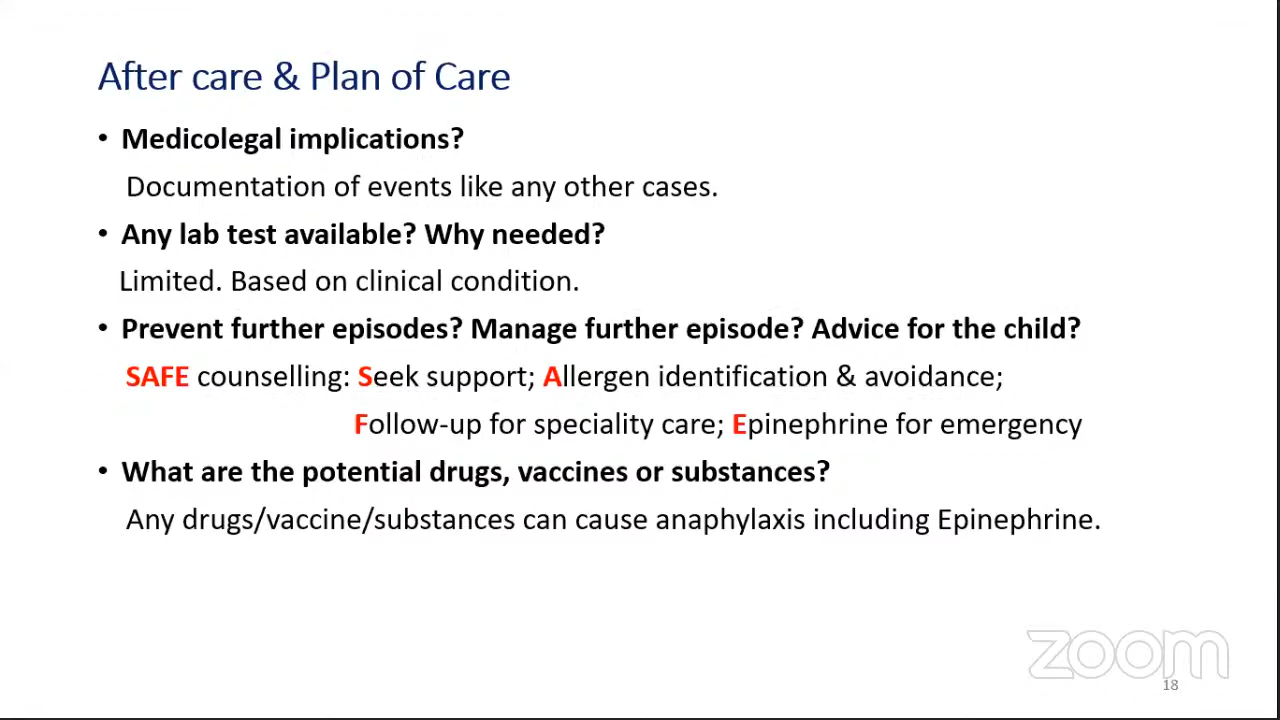 After care & Plan of Care
• Medicolegal implications?
Documentation of events like any other cases.
• Any lab test available? Why needed?
Limited. Based on clinical condition.
• Prevent further episodes? Manage further episode? Advice for the child?
SAFE counselling: Seek support; Allergen identification & avoidance;
Follow-up for speciality care; Epinephrine for emergency
• What are the potential drugs, vaccines or substances?
Any drugs/vaccine/substances can cause anaphylaxis including Epinephrine.
zoom
18